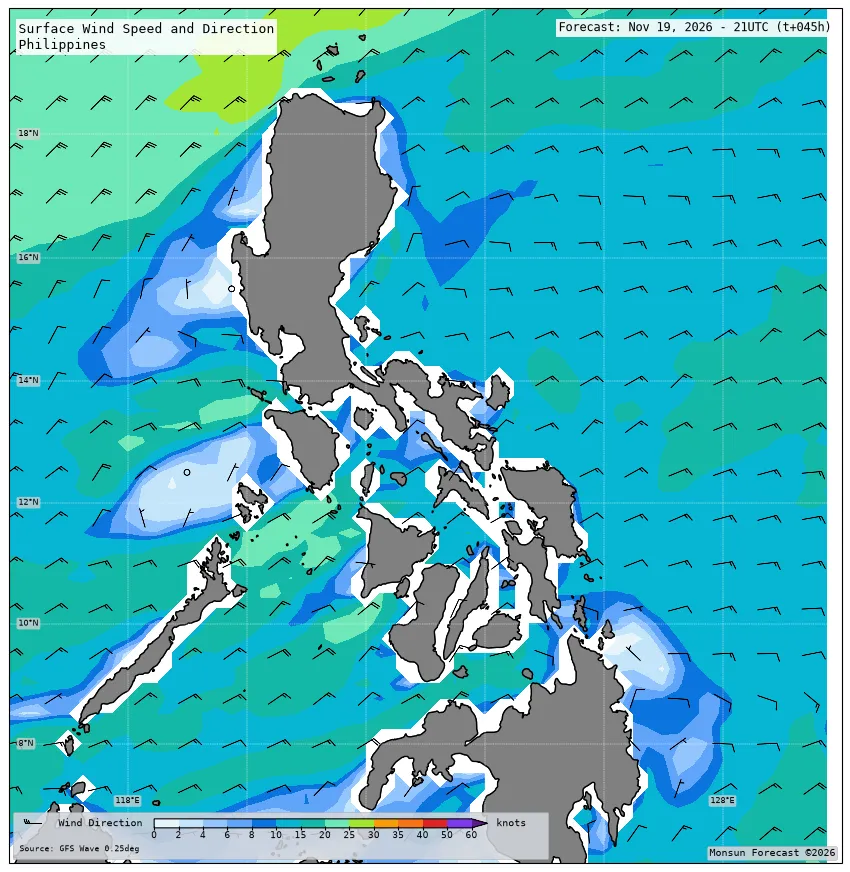 Surface Wind Speed and Direction
Philippines
Forecast: Nov 19, 2026 - 21UTC (t+045h)
18°N
16°N
14°N
12°N
10°N
8°N
118°E
128°E
Wind Direction
knots
0 2 4 6 8 10 15 20 25 30 35 40 50 60
Source: GFS Wave 0.25deg
Monsun Forecast ©2026